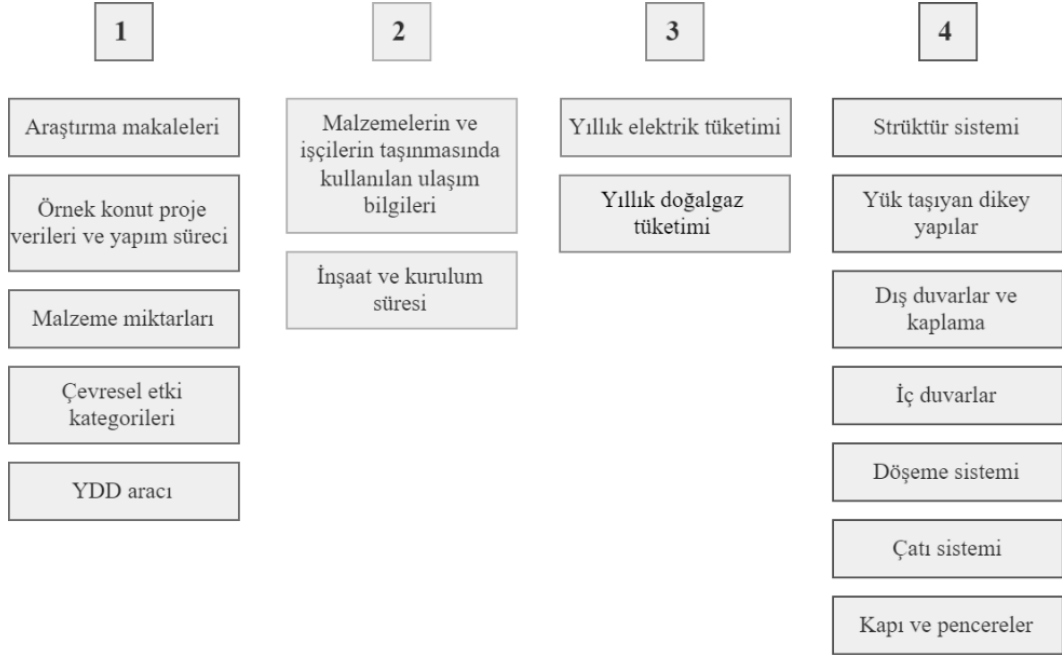 1
Araştırma makaleleri
Örnek konut proje
verileri ve yapım süreci
Malzeme miktarları
Çevresel etki
kategorileri
YDD aracı
2
Malzemelerin ve
işçilerin taşınmasında
kullanılan ulaşım
bilgileri
İnşaat ve kurulum
süresi
3
Yıllık elektrik tüketimi
Yıllık doğalgaz
tüketimi
4
Strüktür sistemi
Yük taşıyan dikey
yapılar
Dış duvarlar ve
kaplama
İç duvarlar
Döşeme sistemi
Çatı sistemi
Kapı ve pencereler